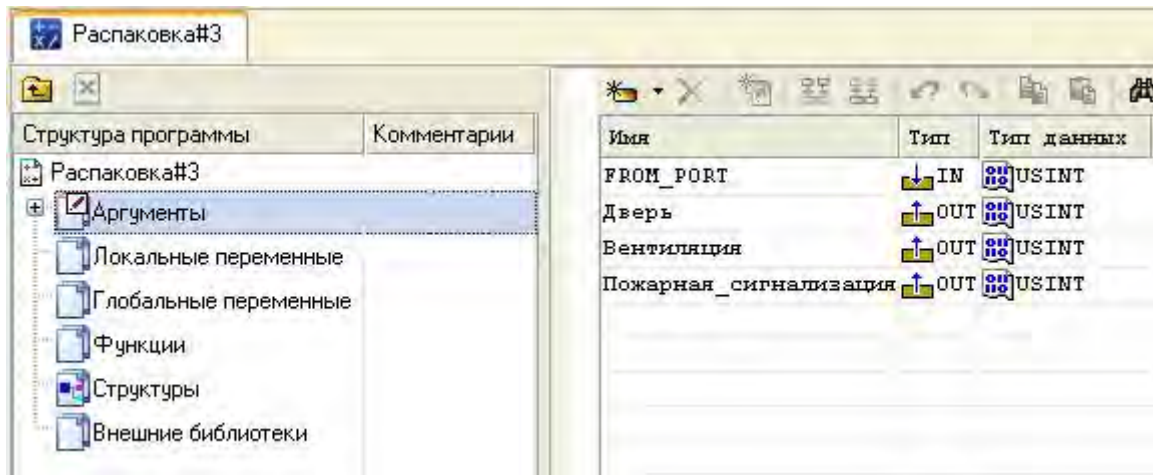 Распаковка#3
Структура программы Комментарии
Распаковка#3
Аргументы
Локальные переменные
Глобальные переменные
Функции
Структуры
Внешние библиотеки
Имя Тип Тип данных
FROM_PORT IN USINT
Дверь OUT USINT
Вентиляция OUT USINT
Пожарная_сигнализация OUT USINT